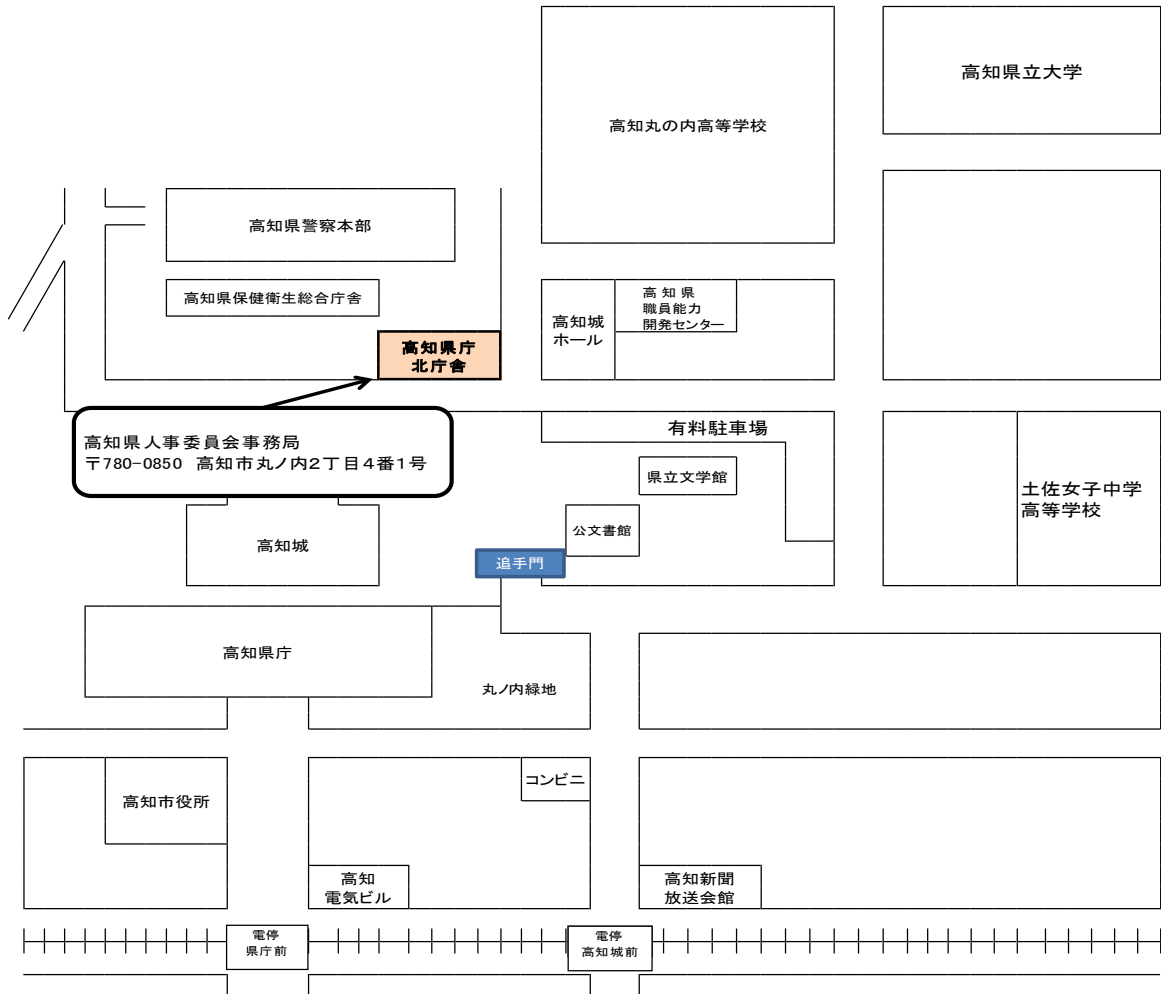 高知県立大学
高知丸の内高等学校
高知県警察本部
高知県保健衛生総合庁舎
高知城
ホール
高 知 県
職員能力
開発センター
高知県庁
北庁舎
高知県人事委員会事務局
〒780-0850 高知市丸ノ内2丁目4番1号
有料駐車場
県立文学館
土佐女子中学
高等学校
公文書館
高知城
追手門
高知県庁
丸ノ内緑地
コンビニ
高知市役所
高知
電気ビル
高知新聞
放送会館
電停
県庁前
電停
高知城前